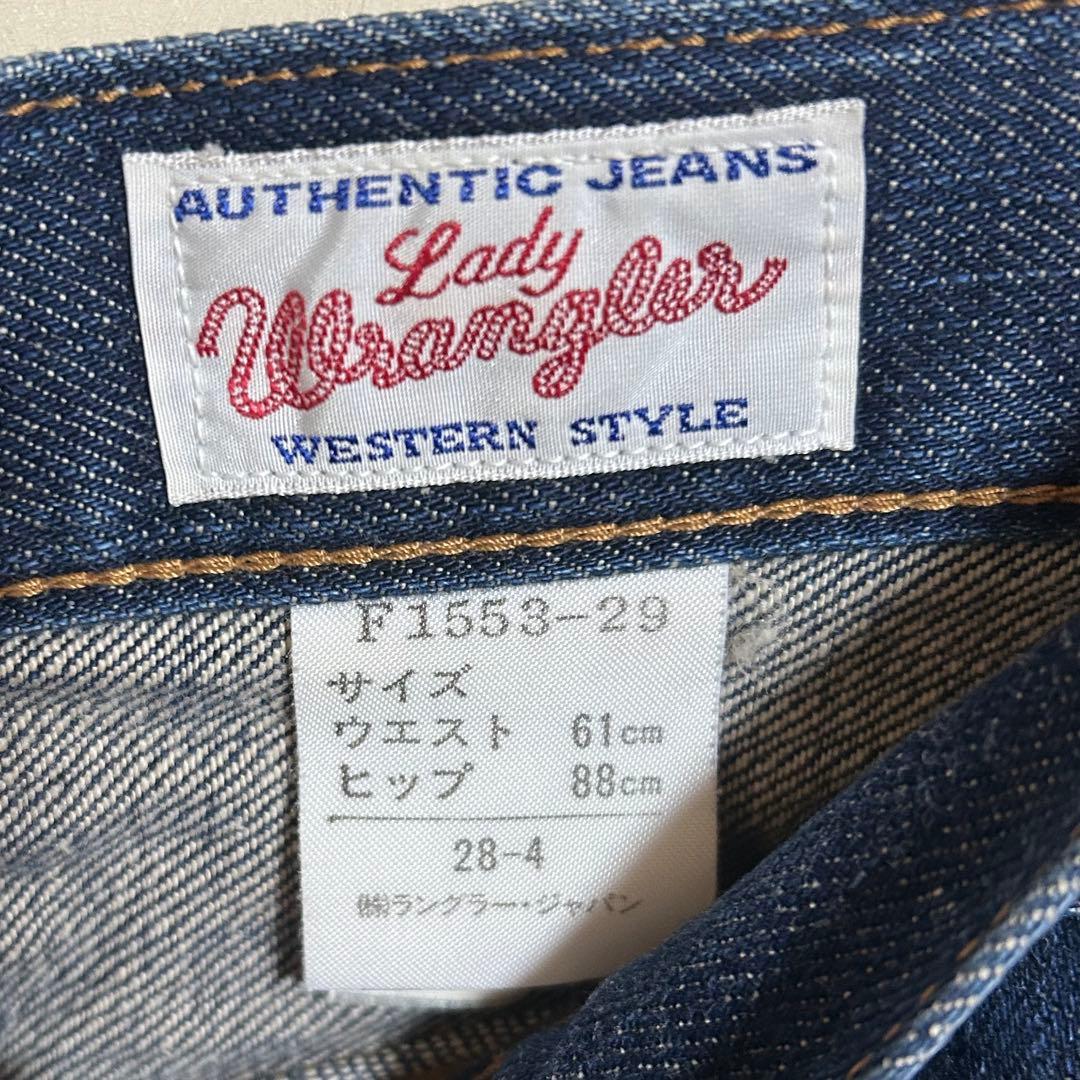 AUTHENTIC JEANS
Lady
Wrangler
WESTERN STYLE
F1553-29
サイズ
ウエスト 61cm
ヒップ 88cm
28-4
㈱ラングラー・ジャパン